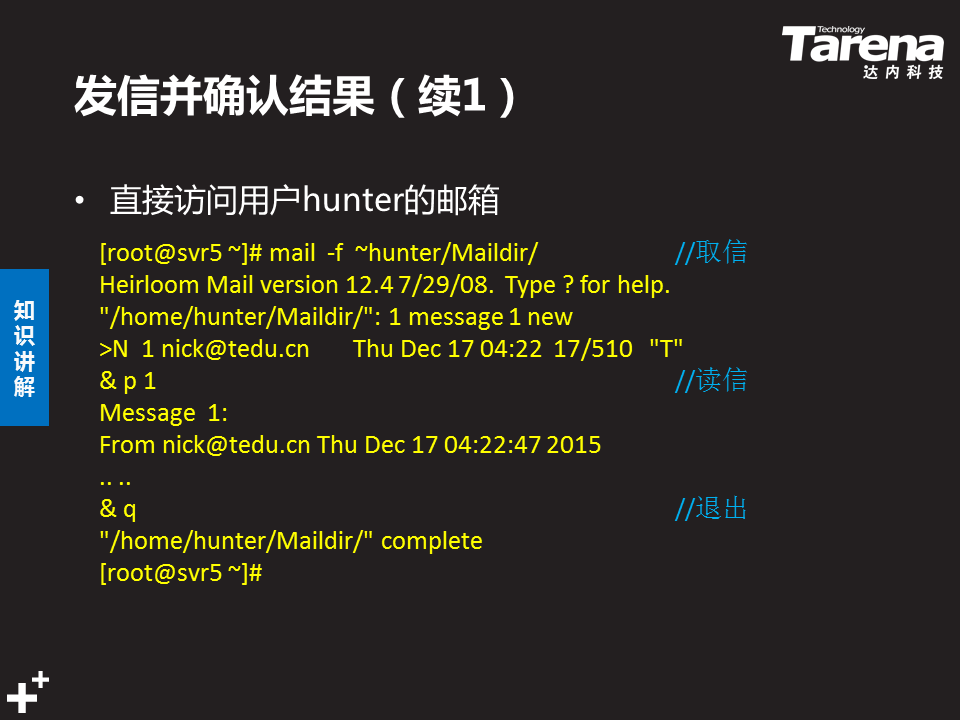 Technology
Tarena
达内科技
发信并确认结果（续1）
• 直接访问用户hunter的邮箱
[root@svr5 ~]# mail -f ~hunter/Maildir/ //取信
Heirloom Mail version 12.4 7/29/08. Type ? for help.
"/home/hunter/Maildir/": 1 message 1 new
>N 1 nick@tedu.cn Thu Dec 17 04:22 17/510 "T"
& p 1 //读信
Message 1:
From nick@tedu.cn Thu Dec 17 04:22:47 2015
.. ..
& q //退出
"/home/hunter/Maildir/" complete
[root@svr5 ~]#
知识讲解